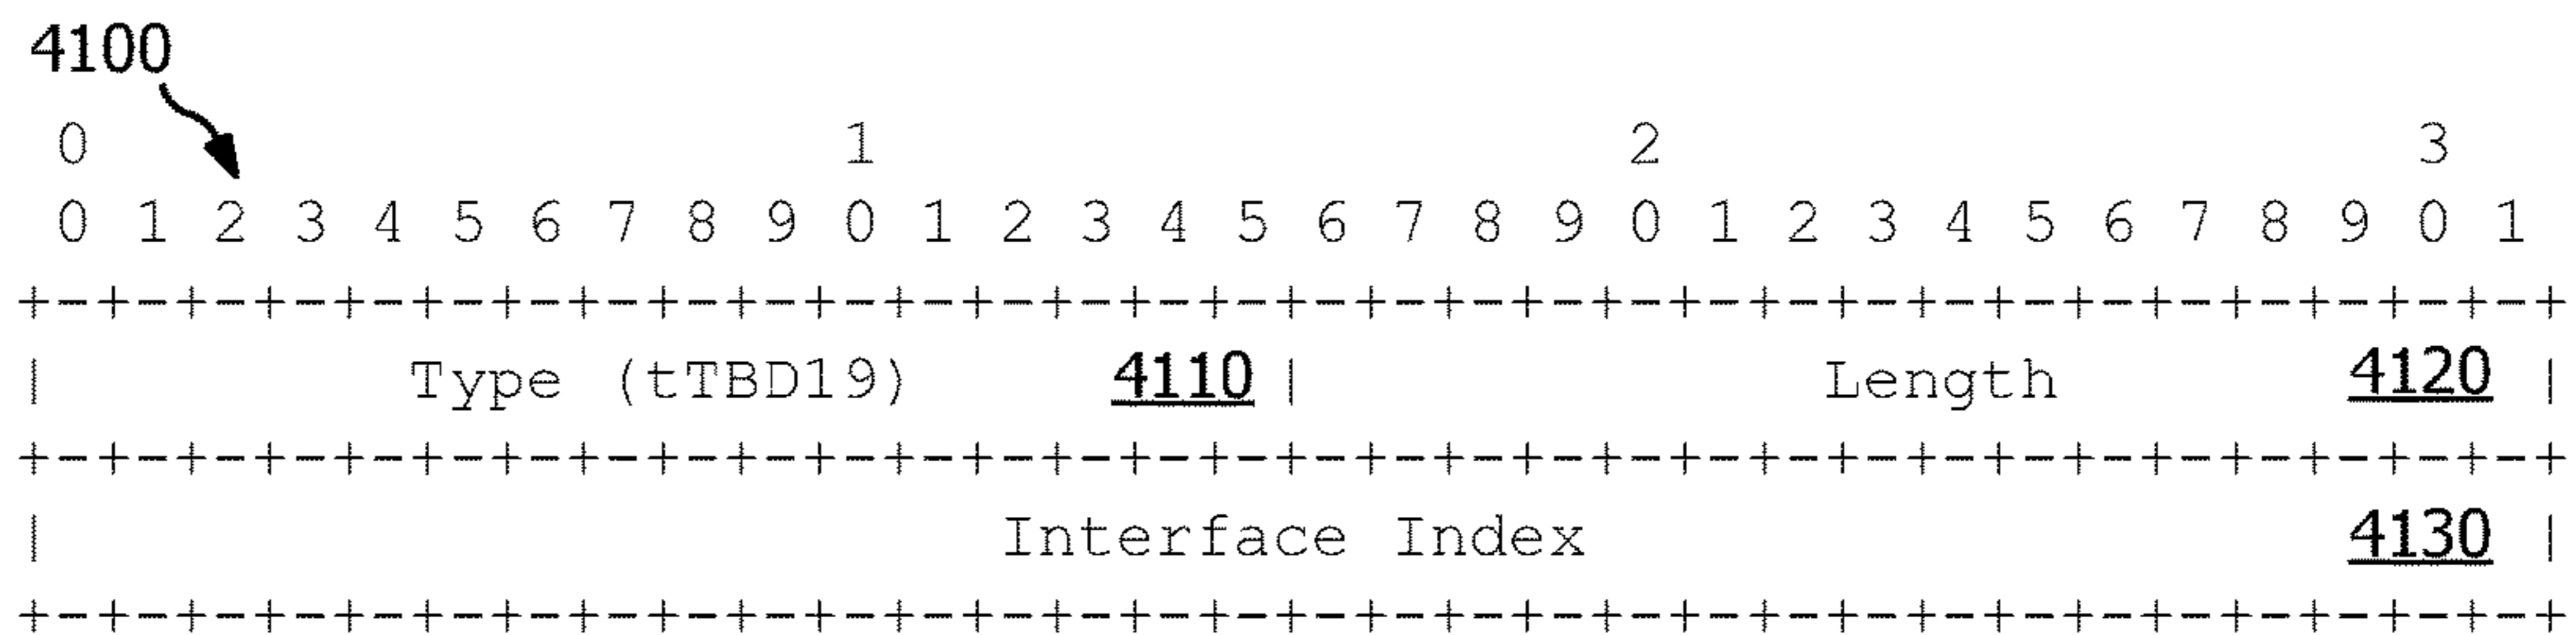 4100
0 1 2 3
0 1 2 3 4 5 6 7 8 9 0 1 2 3 4 5 6 7 8 9 0 1 2 3 4 5 6 7 8 9 0 1
+-+-+-+-+-+-+-+-+-+-+-+-+-+-+-+-+-+-+-+-+-+-+-+-+-+-+-+-+-+-+-+-+
| Type (tTBD19) 4110 | Length 4120 |
+-+-+-+-+-+-+-+-+-+-+-+-+-+-+-+-+-+-+-+-+-+-+-+-+-+-+-+-+-+-+-+-+
| Interface Index 4130 |
+-+-+-+-+-+-+-+-+-+-+-+-+-+-+-+-+-+-+-+-+-+-+-+-+-+-+-+-+-+-+-+-+